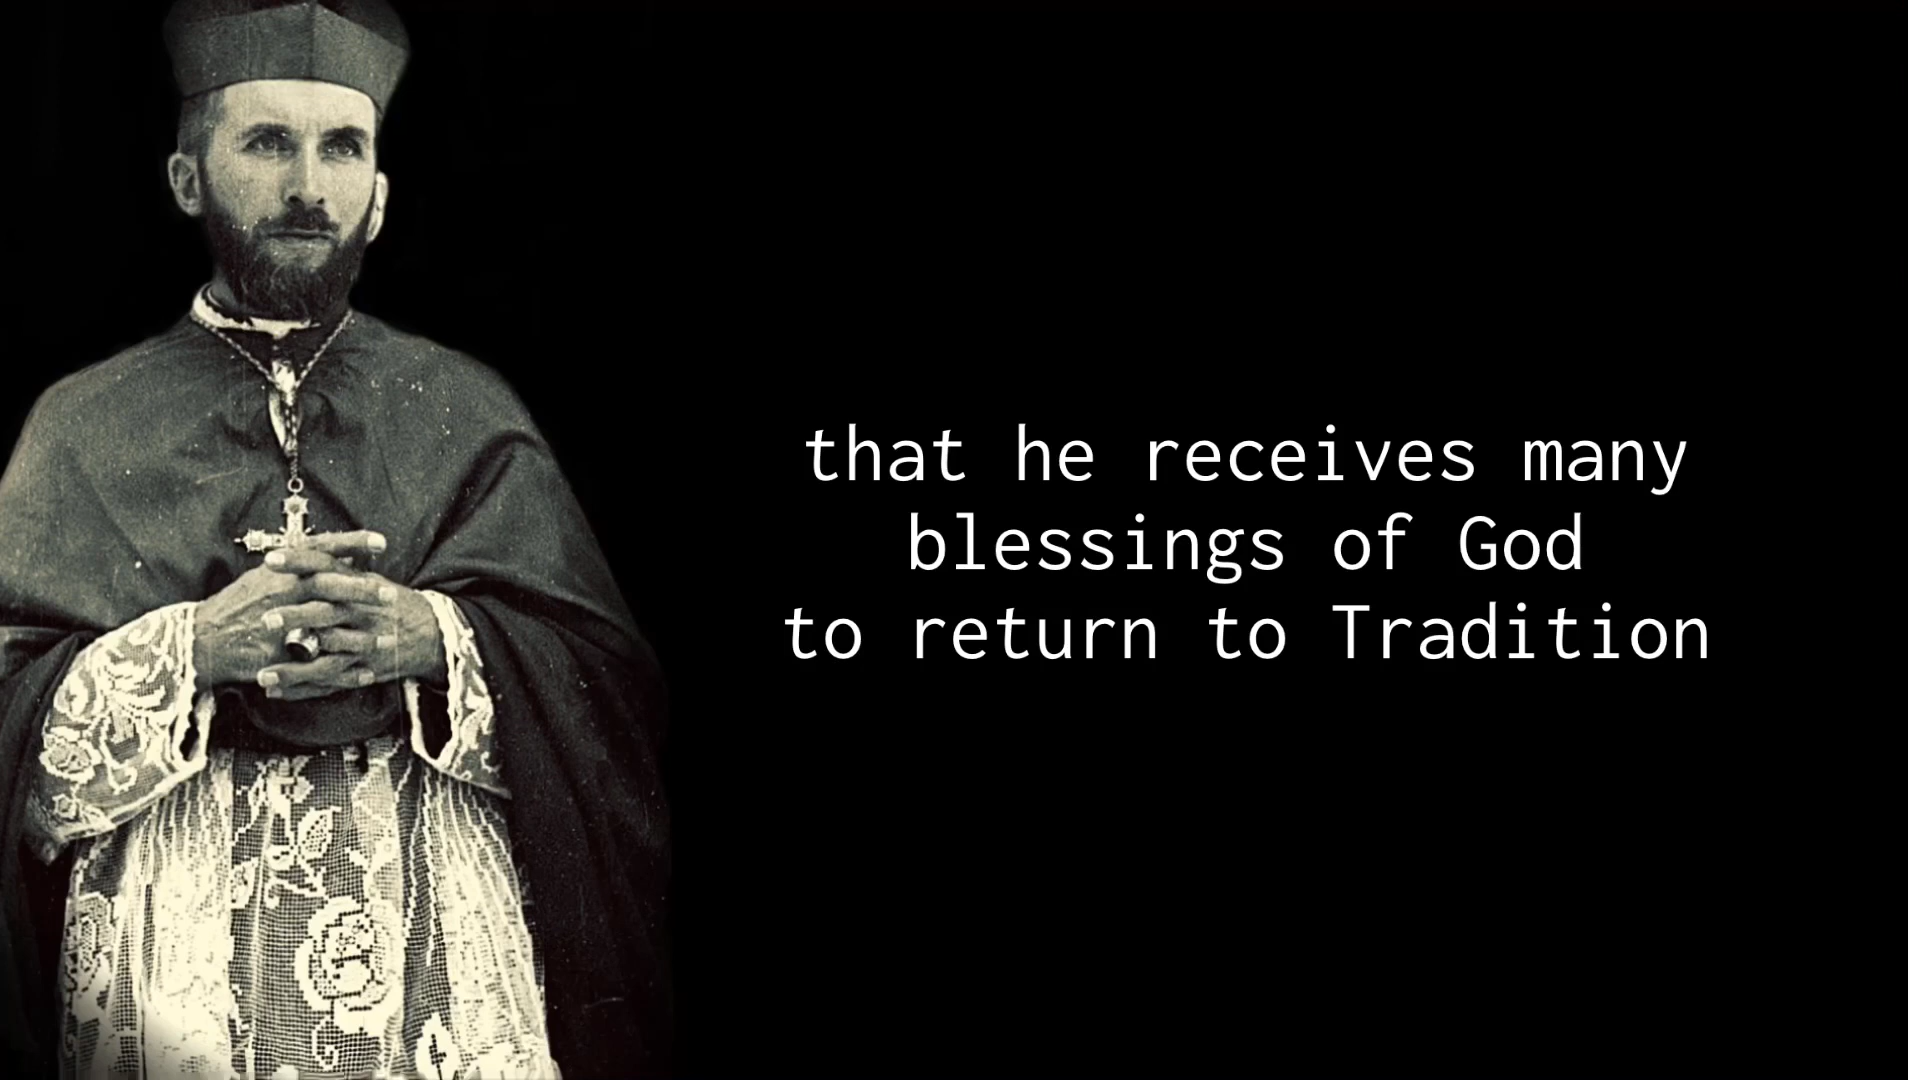 that he receives many
blessings of God
to return to Tradition